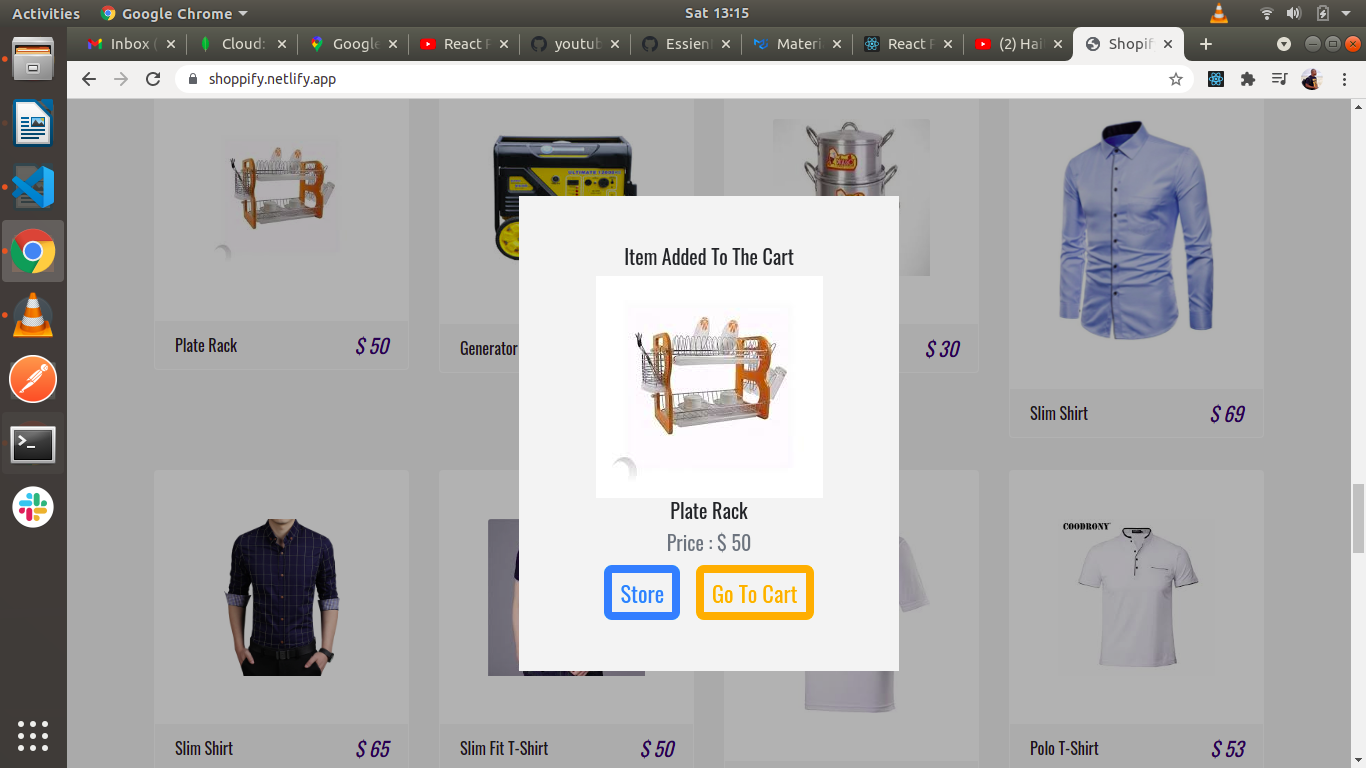 Activities
Google Chrome
Sat 13:15
Inbox (
Cloud:
Google
React F
youtub
Essien
Materi
React F
(2) Hai
Shopif
shoppify.netlify.app
ULTIMATE
Plate Rack
$ 50
Generator
$ 30
Slim Shirt
$ 69
Item Added To The Cart
Plate Rack
Price : $ 50
Store
Go To Cart
COODRONY
Slim Shirt
$ 65
Slim Fit T-Shirt
$ 50
Polo T-Shirt
$ 53